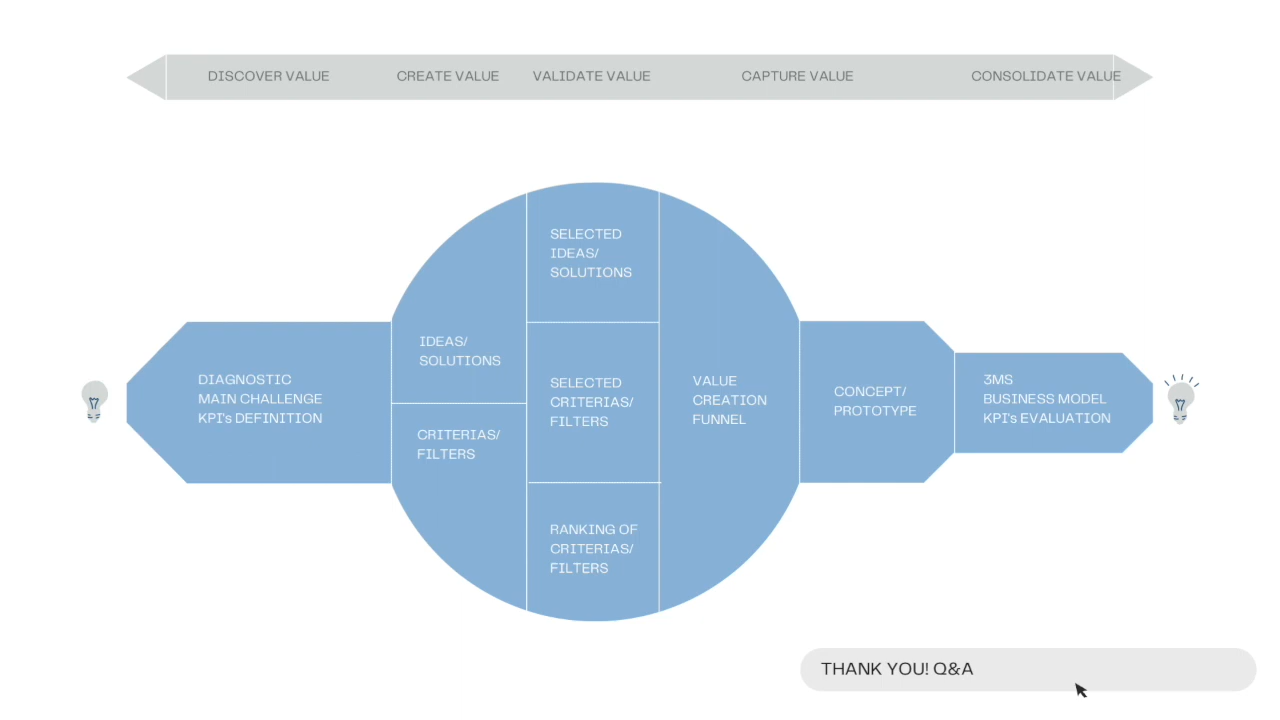 DISCOVER VALUE
CREATE VALUE
VALIDATE VALUE
CAPTURE VALUE
CONSOLIDATE VALUE
DIAGNOSTIC
MAIN CHALLENGE
KPI's DEFINITION
IDEAS/
SOLUTIONS
CRITERIAS/
FILTERS
SELECTED
IDEAS/
SOLUTIONS
SELECTED
CRITERIAS/
FILTERS
RANKING OF
CRITERIAS/
FILTERS
VALUE
CREATION
FUNNEL
CONCEPT/
PROTOTYPE
3MS
BUSINESS MODEL
KPI's EVALUATION
THANK YOU! Q&A